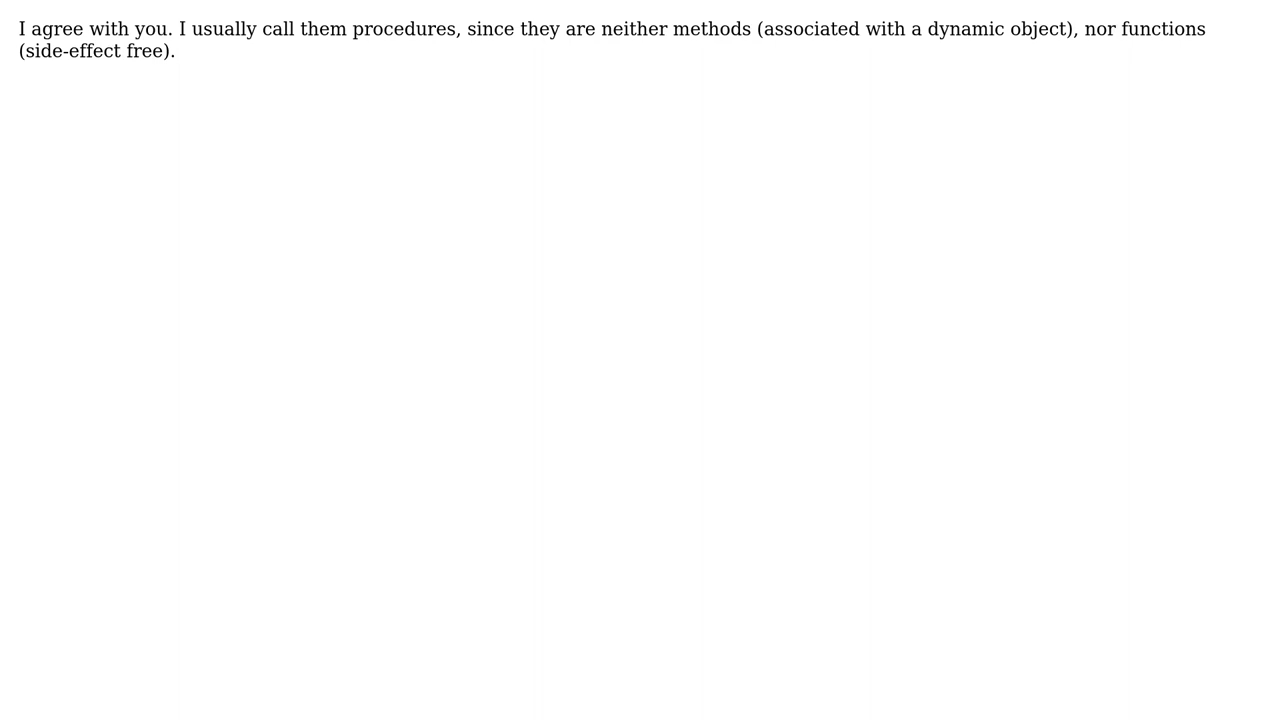 I agree with you. I usually call them procedures, since they are neither methods (associated with a dynamic object), nor functions
(side-effect free).